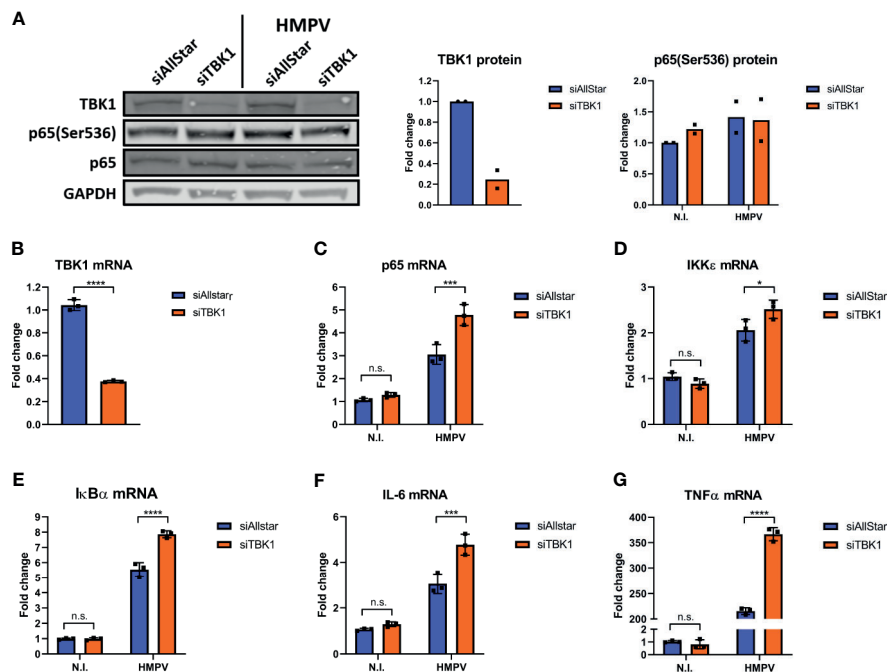 A
HMPV
siAllStar
siTBK1
siAllStar
siTBK1
TBK1
p65(Ser536)
p65
GAPDH
TBK1 protein
Fold change
1.0
0.8
0.6
0.4
0.2
0.0
siAllStar
siTBK1
p65(Ser536) protein
Fold change
2.0
1.5
1.0
0.5
0.0
N.I.
HMPV
siAllStar
siTBK1
B
TBK1 mRNA
Fold change
1.2
1.0
0.8
0.6
0.4
0.2
0.0
****
siAllstar
siTBK1
C
p65 mRNA
Fold change
6
5
4
3
2
1
0
n.s.
***
N.I.
HMPV
siAllstar
siTBK1
D
IKKε mRNA
Fold change
3
2
1
0
n.s.
*
N.I.
HMPV
siAllStar
siTBK1
E
IκBα mRNA
Fold change
9
8
7
6
5
4
3
2
1
0
n.s.
****
N.I.
HMPV
siAllstar
siTBK1
F
IL-6 mRNA
Fold change
6
4
2
0
n.s.
***
N.I.
HMPV
siAllstar
siTBK1
G
TNFα mRNA
Fold change
400
350
300
250
200
2
1
0
n.s.
****
N.I.
HMPV
siAllStar
siTBK1